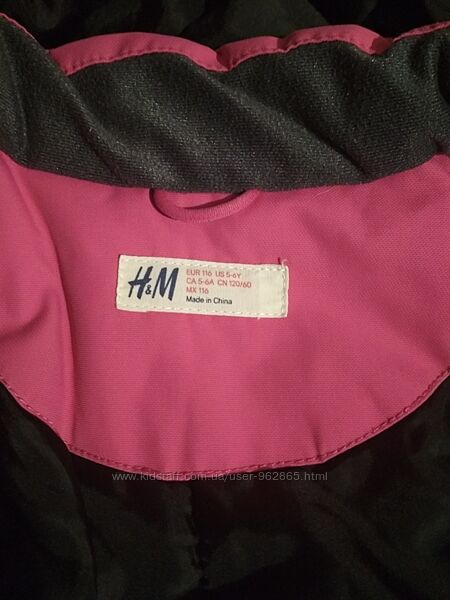 H&M
EUR 116 US 5-6Y
CA 5-6A CN 120/60
MX 116
Made in China
www.kidstaff.com.ua/user-962865.html